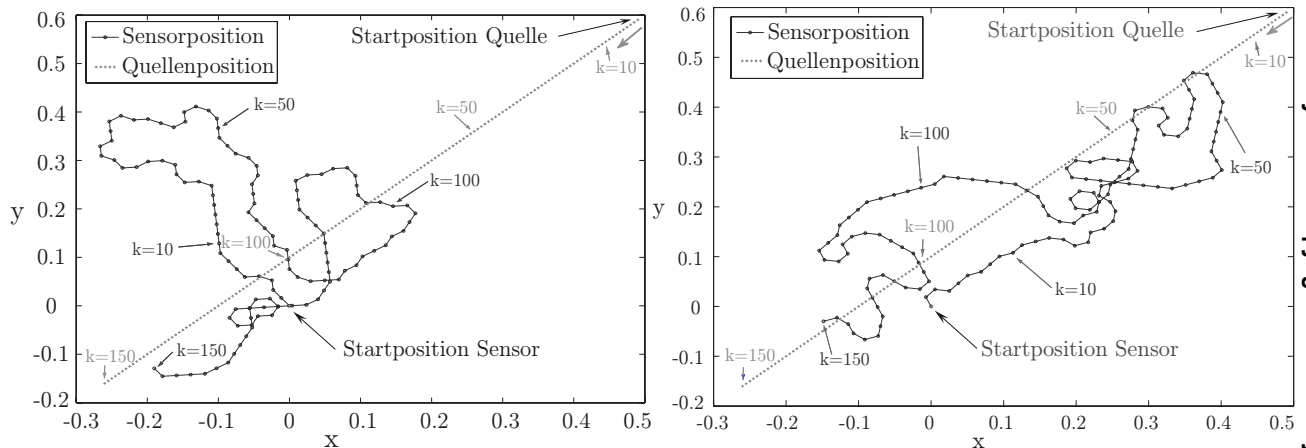 0.6
0.5
0.4
0.3
0.2
0.1
0
-0.1
-0.2
y
-0.3
-0.2
-0.1
0
0.1
0.2
0.3
0.4
0.5
x
Sensorposition
Quellenposition
Startposition Quelle
k=10
k=50
k=50
k=100
k=10
k=100
k=150
k=150
Startposition Sensor
0.6
0.5
0.4
0.3
0.2
0.1
0
-0.1
-0.2
y
-0.3
-0.2
-0.1
0
0.1
0.2
0.3
0.4
0.5
x
Sensorposition
Quellenposition
Startposition Quelle
k=10
k=50
k=100
k=50
k=100
k=10
k=150
k=150
Startposition Sensor